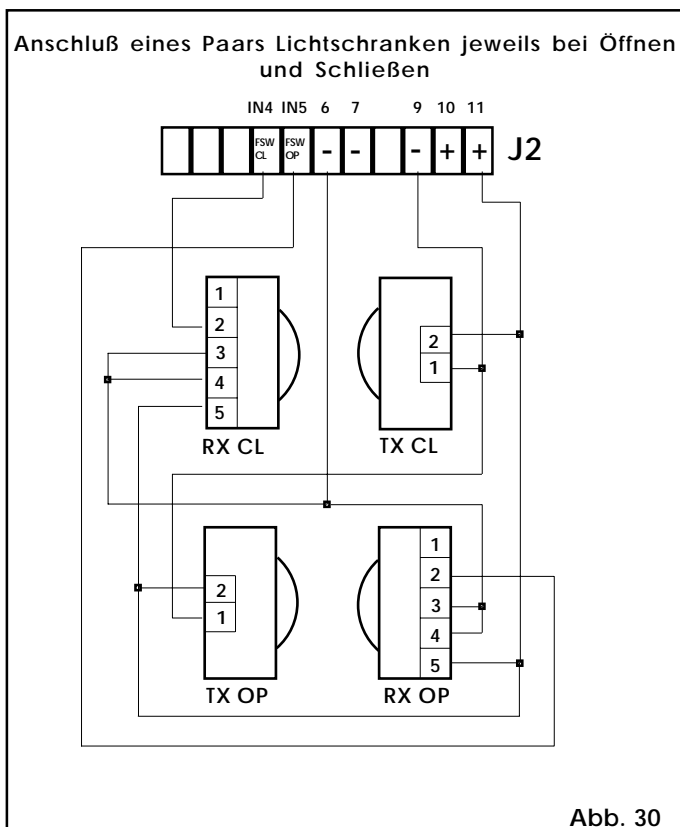 Anschluß eines Paars Lichtschranken jeweils bei Öffnen
und Schließen
IN4 IN5 6 7 9 10 11
FSW CL
FSW OP
- - - + +
J2
1
2
3
4
5
RX CL
2
1
TX CL
2
1
TX OP
1
2
3
4
5
RX OP
Abb. 30